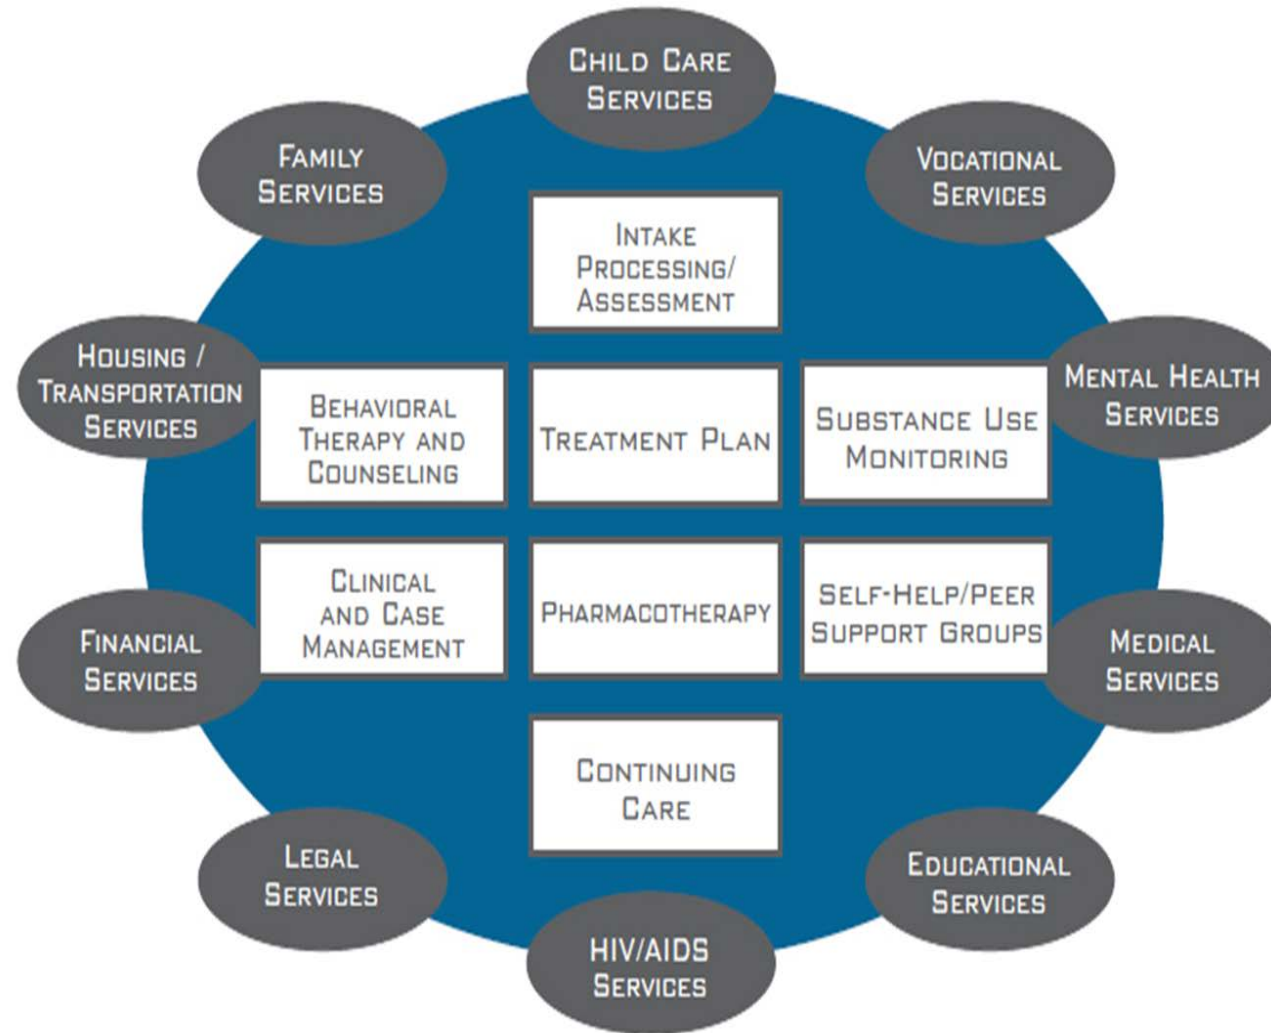 CHILD CARE
SERVICES
FAMILY
SERVICES
VOCATIONAL
SERVICES
INTAKE
PROCESSING/
ASSESSMENT
HOUSING /
TRANSPORTATION
SERVICES
BEHAVIORAL
THERAPY AND
COUNSELING
TREATMENT PLAN
SUBSTANCE USE
MONITORING
MENTAL HEALTH
SERVICES
FINANCIAL
SERVICES
CLINICAL
AND CASE
MANAGEMENT
PHARMACOTHERAPY
SELF-HELP/PEER
SUPPORT GROUPS
MEDICAL
SERVICES
CONTINUING
CARE
LEGAL
SERVICES
HIV/AIDS
SERVICES
EDUCATIONAL
SERVICES